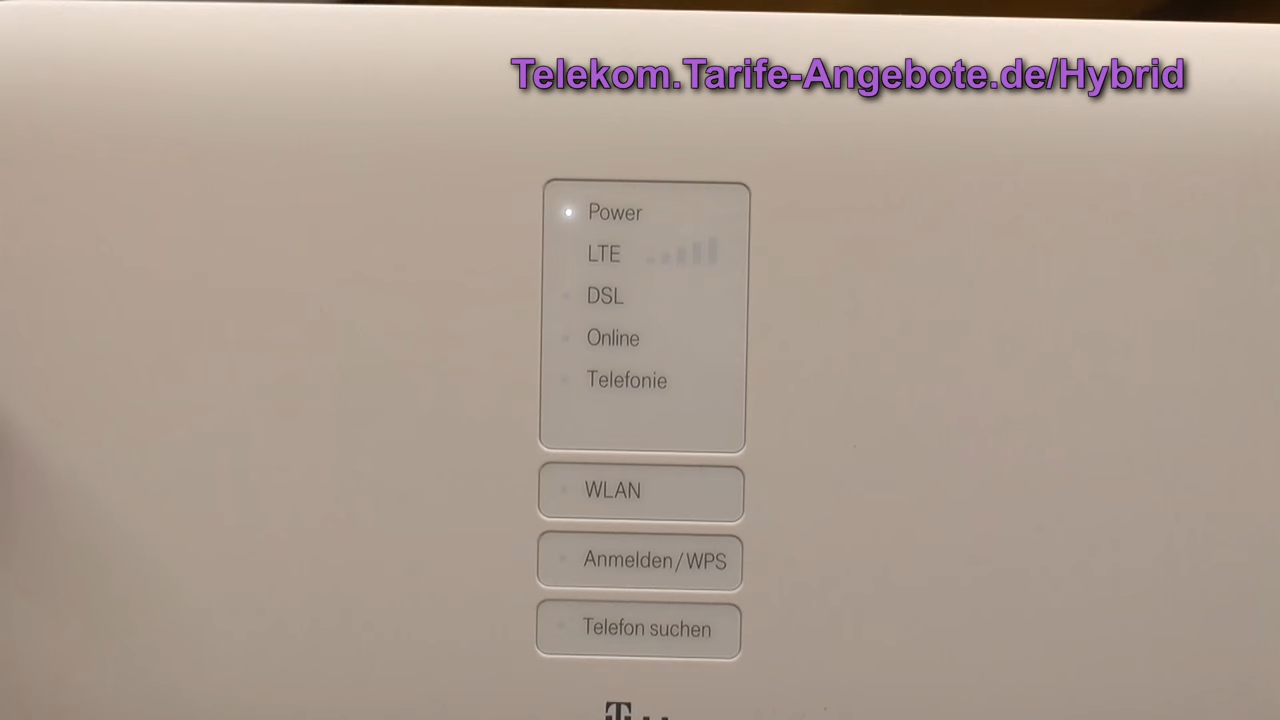 Telekom.Tarife-Angebote.de/Hybrid
Power
LTE
DSL
Online
Telefonie
WLAN
Anmelden/WPS
Telefon suchen
T